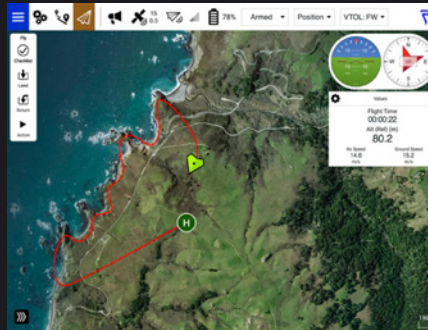 15
0.5
78%
Armed
Position
VTOL: FW
Fly
Checklist
Land
Return
Action
Values
Flight Time
00:00:22
Alt (Rel) (m)
80.2
Air Speed
14.6
m/s
Ground Speed
15.2
m/s
H